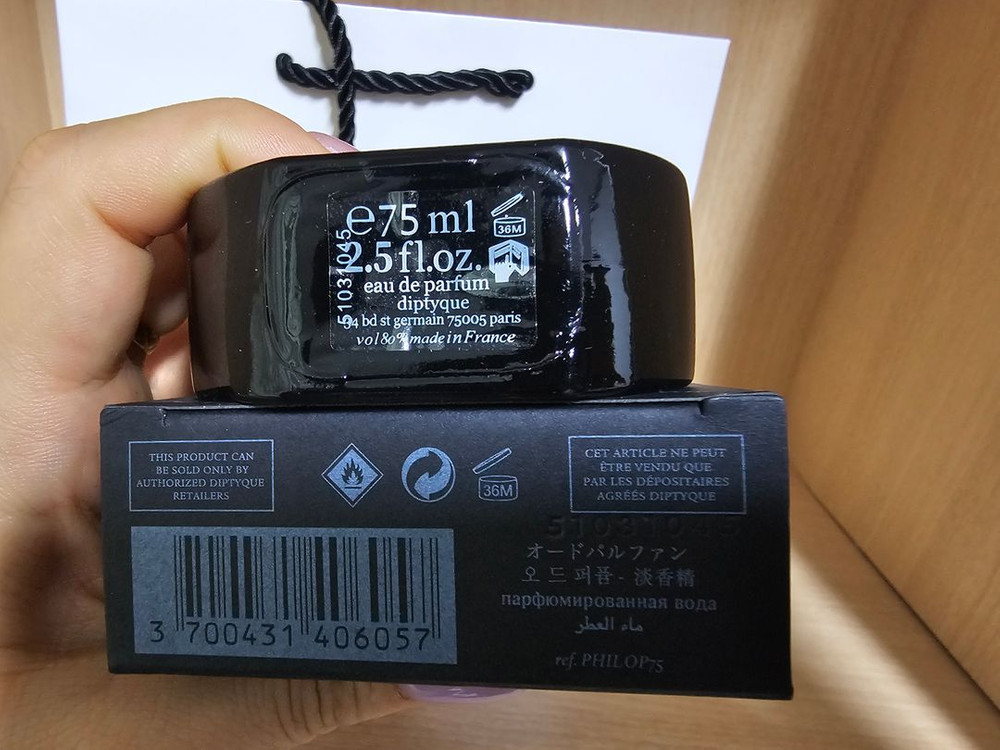 ℮75 ml
36M
2.5 fl.oz.
eau de parfum
diptyque
34 bd st germain 75005 paris
vol 80% made in France
51031045
THIS PRODUCT CAN
BE SOLD ONLY BY
AUTHORIZED DIPTYQUE
RETAILERS
36M
CET ARTICLE NE PEUT
ÊTRE VENDU QUE
PAR LES DÉPOSITAIRES
AGRÉÉS DIPTYQUE
51031045
オードパルファン
오 드 퍼퓸 - 淡香精
парфюмированная вода
ماء العطر
ref. PHILOP75
3 700431 406057